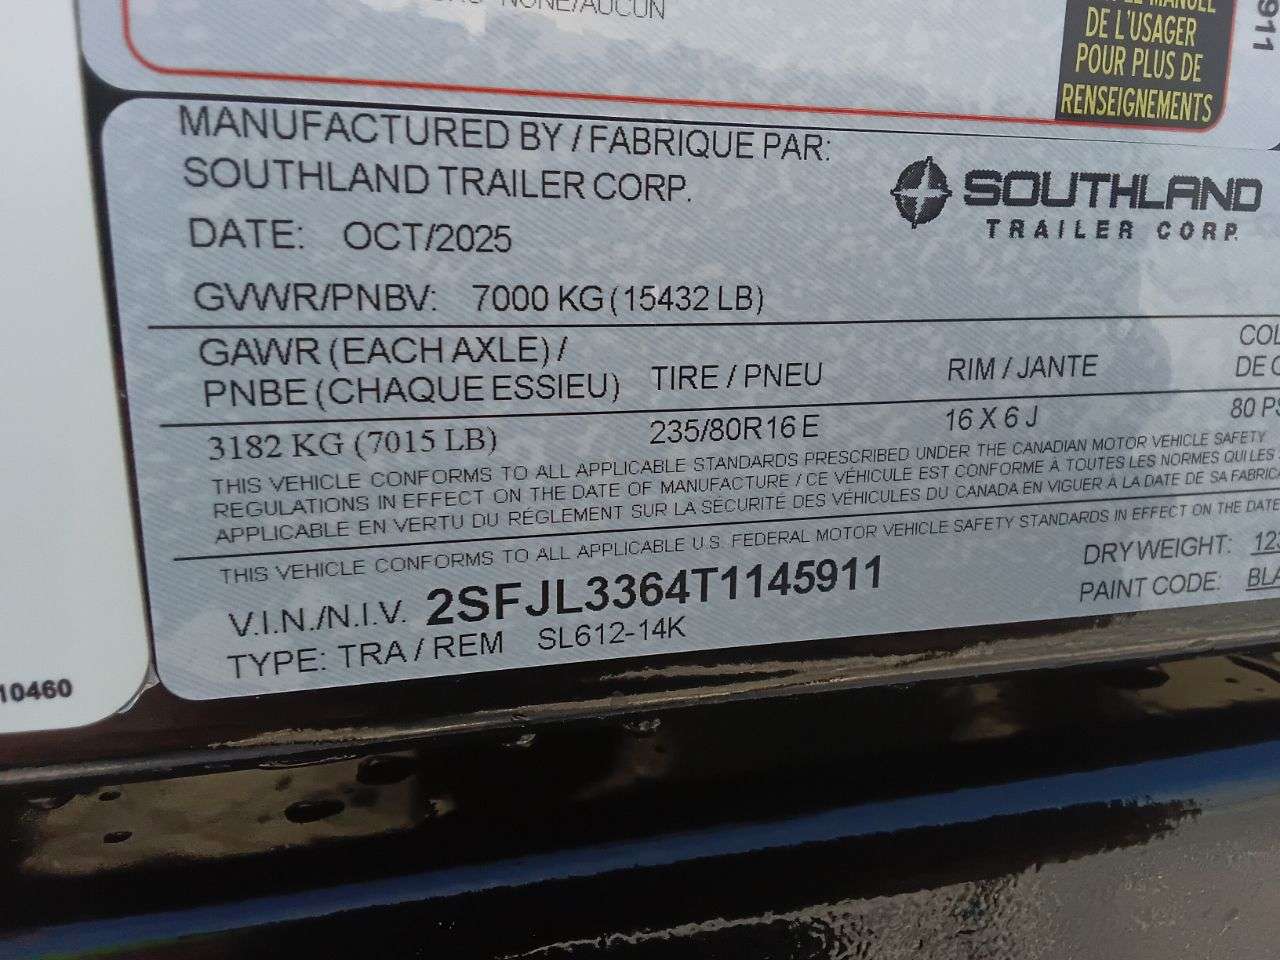 NONE/AUCUN
DE L'USAGER
POUR PLUS DE
RENSEIGNEMENTS
911
MANUFACTURED BY / FABRIQUE PAR:
SOUTHLAND TRAILER CORP.
SOUTHLAND
TRAILER CORP.
DATE: OCT/2025
GVWR/PNBV: 7000 KG (15432 LB)
GAWR (EACH AXLE) /
PNBE (CHAQUE ESSIEU) TIRE / PNEU RIM / JANTE
3182 KG (7015 LB) 235/80R16 E 16 X 6 J 80
THIS VEHICLE CONFORMS TO ALL APPLICABLE STANDARDS PRESCRIBED UNDER THE CANADIAN MOTOR VEHICLE SAFETY
REGULATIONS IN EFFECT ON THE DATE OF MANUFACTURE / CE VÉHICULE EST CONFORME À TOUTES LES NORMES QUI LES
APPLICABLE EN VERTU DU RÉGLEMENT SUR LA SÉCURITÉ DES VÉHICULES DU CANADA EN VIGUER À LA DATE DE SA
THIS VEHICLE CONFORMS TO ALL APPLICABLE U.S. FEDERAL MOTOR VEHICLE SAFETY STANDARDS IN EFFECT ON THE DATE
DRY WEIGHT:
V.I.N./N.I.V. 2SFJL3364T1145911
PAINT CODE:
TYPE: TRA / REM SL612-14K
10460